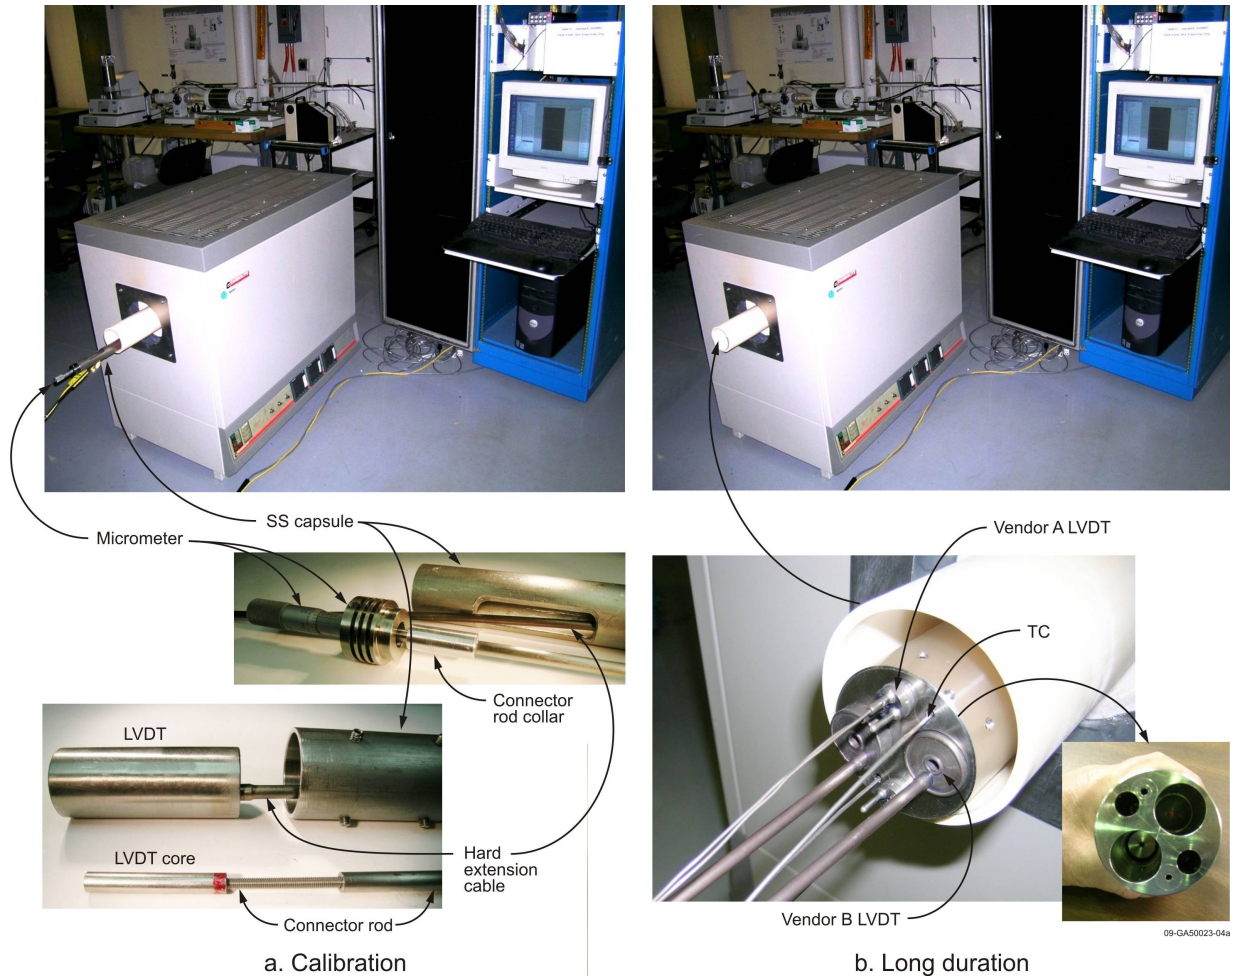 SS capsule
Micrometer
Connector
rod collar
LVDT
LVDT core
Hard
extension
cable
Connector rod
a. Calibration
Vendor A LVDT
TC
Vendor B LVDT
09-GA50023-04a
b. Long duration